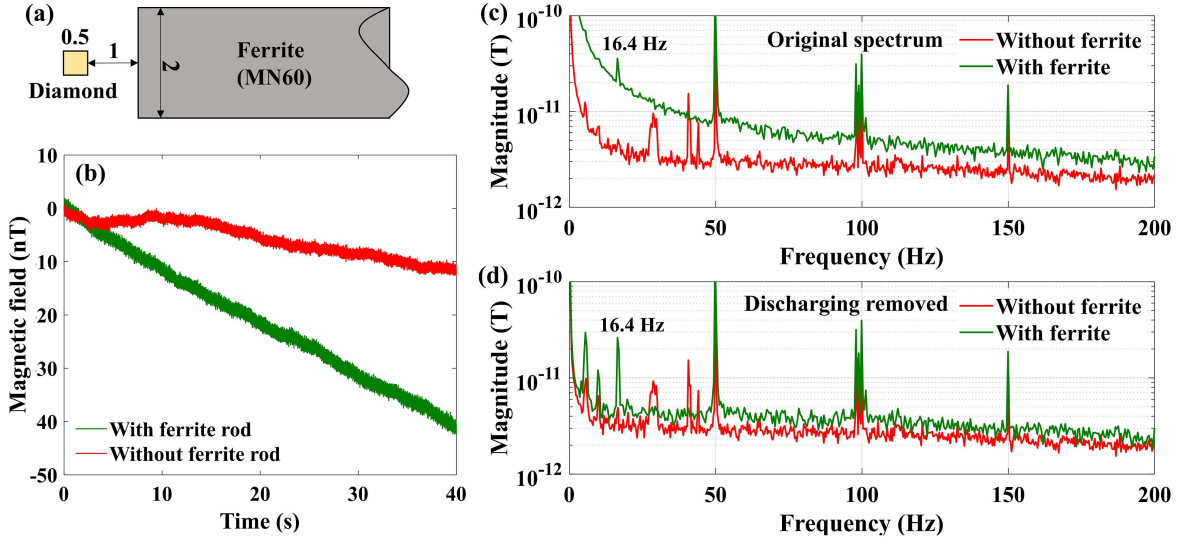 (a)
0.5
1
2
Diamond
Ferrite
(MN60)
(b)
Magnetic field (nT)
10
0
10
20
30
40
-50
With ferrite rod
Without ferrite rod
0
10
20
30
40
Time (s)
(c)
Magnitude (T)
10-10
10-11
10-12
16.4 Hz
Original spectrum
Without ferrite
With ferrite
0
50
100
150
200
Frequency (Hz)
(d)
Magnitude (T)
10-10
10-11
10-12
16.4 Hz
Discharging removed
Without ferrite
With ferrite
0
50
100
150
200
Frequency (Hz)